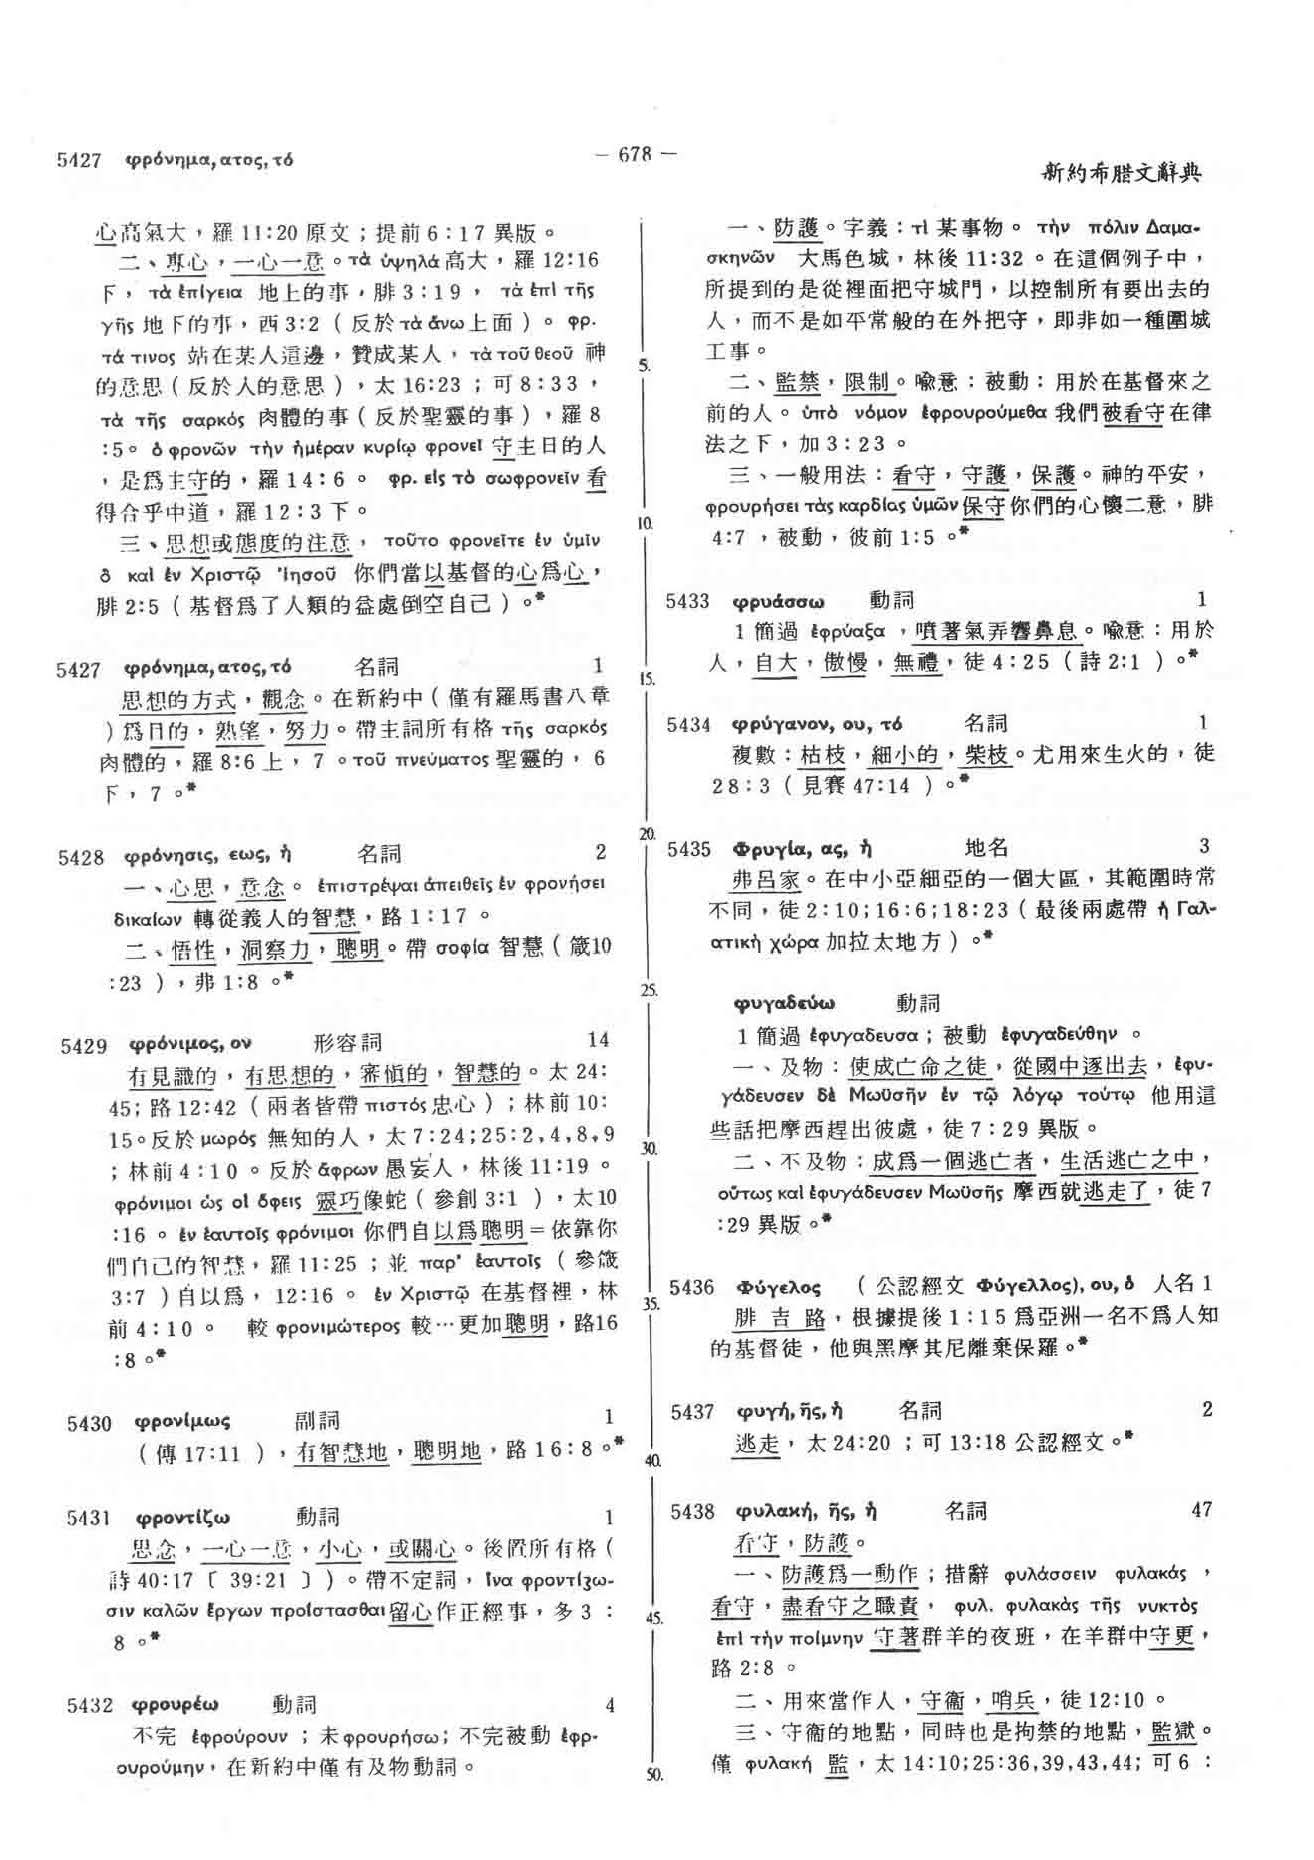 5427 φρόνημα, ατος, τό
— 678 —
新約希腊文辭典
心高氣大，羅 11:20 原文；提前 6:17 異版。
二、專心，一心一意。τὰ ὑψηλά 高大，羅 12:16
下， τὰ ἐπίγεια 地上的事，腓 3:19 ， τὰ ἐπὶ τῆς
γῆς 地下的事，西 3:2（反於 τὰ ἄνω 上面）。 φρ.
τά τινος 站在某人這邊，贊成某人，τὰ τοῦ θεοῦ 神
的意思（反於人的意思），太 16:23；可 8:33，
τὰ τῆς σαρκός 肉體的事（反於聖靈的事），羅 8
:5。ὁ φρονῶν τὴν ἡμέραν κυρίῳ φρονεῖ 守主日的人
，是爲主守的，羅 14:6。 φρ. εἰς τὸ σωφρονεῖν 看
得合乎中道，羅 12:3 下。
三、思想或態度的注意， τοῦτο φρονεῖτε ἐν ὑμῖν
ὃ καὶ ἐν Χριστῷ Ἰησοῦ 你們當以基督的心爲心，
腓 2:5（基督爲了人類的益處倒空自己）。*
5427 φρόνημα, ατος, τό 名詞 1
思想的方式，觀念。在新約中（僅有羅馬書八章
）爲目的，熱望，努力。帶主詞所有格 τῆς σαρκός
肉體的，羅 8:6 上，7。τοῦ πνεύματος 聖靈的，6
下，7。*
5428 φρόνησις, εως, ἡ 名詞 2
一、心思，意念。 ἐπιστρέψαι ἀπειθεῖς ἐν φρονήσει
δικαίων 轉從義人的智慧，路 1:17。
二、悟性，洞察力，聰明。帶 σοφία 智慧（箴10
:23），弗 1:8。*
5429 φρόνιμος, ον 形容詞 14
有見識的，有思想的，審愼的，智慧的。太 24:
45; 路 12:42（兩者皆帶 πιστός 忠心）；林前 10:
15。反於 μωρός 無知的人，太 7:24;25:2,4,8,9
；林前 4:10。反於 ἄφρων 愚妄人，林後 11:19。
φρόνιμοι ὡς οἱ ὄφεις 靈巧像蛇（參創 3:1），太 10
:16。ἐν ἑαυτοῖς φρόνιμοι 你們自以爲聰明＝依靠你
們自己的智慧，羅 11:25；並 παρ' ἑαυτοῖς（參箴
3:7）自以爲，12:16。 ἐν Χριστῷ 在基督裡，林
前 4:10。 較 φρονιμώτερος 較…更加聰明，路16
:8。*
5430 φρονίμως 副詞 1
（傳 17:11），有智慧地，聰明地，路 16:8。*
5431 φροντίζω 動詞 1
思念，一心一意，小心，或關心。後置所有格（
詩 40:17〔39:21〕）。帶不定詞，ἵνα φροντίζω-
σιν καλῶν ἔργων προΐστασθαι 留心作正經事，多 3：
8。*
5432 φρουρέω 動詞 4
不完 ἐφρούρουν ；未 φρουρήσω; 不完被動 ἐφρ-
ουρούμην，在新約中僅有及物動詞。
5.
10.
15.
20.
25.
30.
35.
40.
45.
50.
一、防護。字義：τὶ 某事物。 τὴν πόλιν Δαμα-
σκηνῶν 大馬色城，林後 11:32。在這個例子中，
所提到的是從裡面把守城門，以控制所有要出去的
人，而不是如平常般的在外把守，即非如一種圍城
工事。
二、監禁，限制。喩意：被動：用於在基督來之
前的人。ὑπὸ νόμον ἐφρουρούμεθα 我們被看守在律
法之下，加 3:23。
三、一般用法：看守，守護，保護。神的平安，
φρουρήσει τὰς καρδίας ὑμῶν 保守你們的心懷二意，腓
4:7，被動，彼前 1:5。*
5433 φρυάσσω 動詞 1
1 簡過 ἐφρύαξα，噴著氣弄響鼻息。喩意：用於
人，自大，傲慢，無禮，徒 4:25（詩 2:1）。*
5434 φρύγανον, ου, τό 名詞 1
複數：枯枝，細小的，柴枝。尤用來生火的，徒
28:3（見賽 47:14）。*
5435 Φρυγία, ας, ἡ 地名 3
弗呂家。在中小亞細亞的一個大區，其範圍時常
不同，徒 2:10;16:6;18:23（最後兩處帶 ἡ Γαλ-
ατικὴ χώρα 加拉太地方）。*
φυγαδεύω 動詞
1 簡過 ἐφυγαδευσα；被動 ἐφυγαδεύθην。
一、及物：使成亡命之徒，從國中逐出去，ἐφυ-
γάδευσεν δὲ Μωϋσῆν ἐν τῷ λόγῳ τούτῳ 他用這
些話把摩西趕出彼處，徒 7:29 異版。
二、不及物：成爲一個逃亡者，生活逃亡之中，
οὕτως καὶ ἐφυγάδευσεν Μωϋσῆς 摩西就逃走了，徒 7
:29 異版。*
5436 Φύγελος （公認經文 Φύγελλος), ου, ὁ 人名 1
腓吉路，根據提後 1:15 爲亞洲一名不爲人知
的基督徒，他與黑摩其尼離棄保羅。*
5437 φυγή, ῆς, ἡ 名詞 2
逃走，太 24:20；可 13:18 公認經文。*
5438 φυλακή, ῆς, ἡ 名詞 47
看守，防護。
一、防護爲一動作；措辭 φυλάσσειν φυλακάς，
看守，盡看守之職責， φυλ. φυλακὰς τῆς νυκτὸς
ἐπὶ τὴν ποίμνην 守著群羊的夜班，在羊群中守更，
路 2:8。
二、用來當作人，守衞，哨兵，徒 12:10。
三、守衞的地點，同時也是拘禁的地點，監獄。
僅 φυλακή 監，太 14:10;25:36,39,43,44; 可 6：